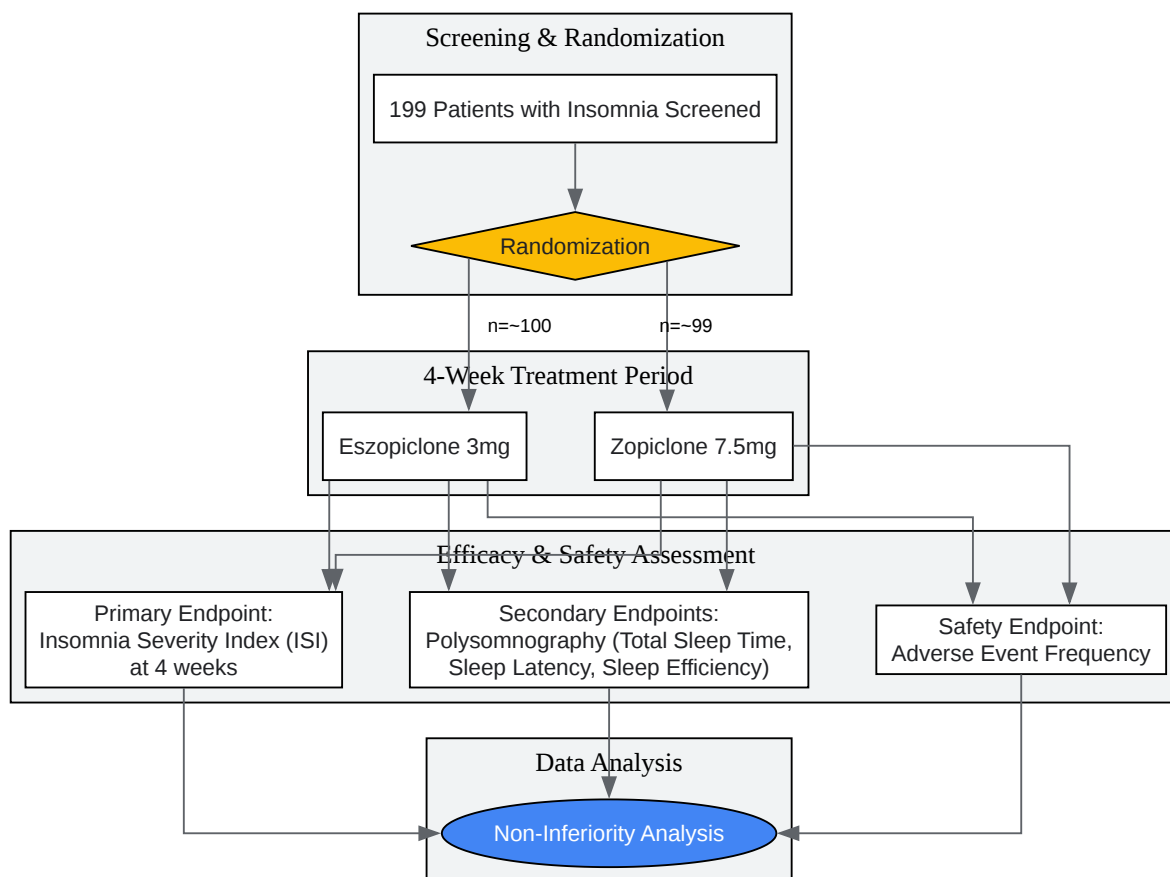 Screening & Randomization
199 Patients with Insomnia Screened
Randomization
n=~100
n=~99
4-Week Treatment Period
Eszopiclone 3mg
Zopiclone 7.5mg
Efficacy & Safety Assessment
Primary Endpoint:
Insomnia Severity Index (ISI)
at 4 weeks
Secondary Endpoints:
Polysomnography (Total Sleep Time,
Sleep Latency, Sleep Efficiency)
Safety Endpoint:
Adverse Event Frequency
Data Analysis
Non-Inferiority Analysis